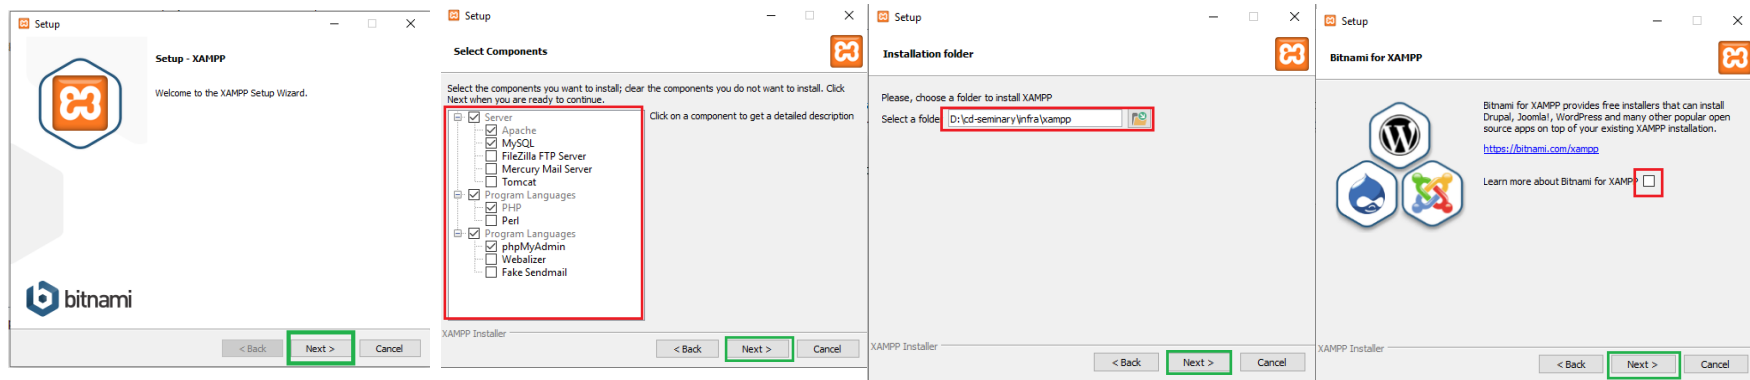 Setup
Setup - XAMPP
Welcome to the XAMPP Setup Wizard.
bitnami
< Back
Next >
Cancel
Setup
Select Components
Select the components you want to install; clear the components you do not want to install. Click
Next when you are ready to continue.
Server
Apache
MySQL
FileZilla FTP Server
Mercury Mail Server
Tomcat
Program Languages
PHP
Perl
Program Languages
phpMyAdmin
Webalizer
Fake Sendmail
Click on a component to get a detailed description
XAMPP Installer
< Back
Next >
Cancel
Setup
Installation folder
Please, choose a folder to install XAMPP
Select a folde D:\cd-seminary\infra\xampp
XAMPP Installer
< Back
Next >
Cancel
Setup
Bitnami for XAMPP
Bitnami for XAMPP provides free installers that can install
Drupal, Joomla!, WordPress and many other popular open
source apps on top of your existing XAMPP installation.
https://bitnami.com/xampp
Learn more about Bitnami for XAMPP
XAMPP Installer
< Back
Next >
Cancel